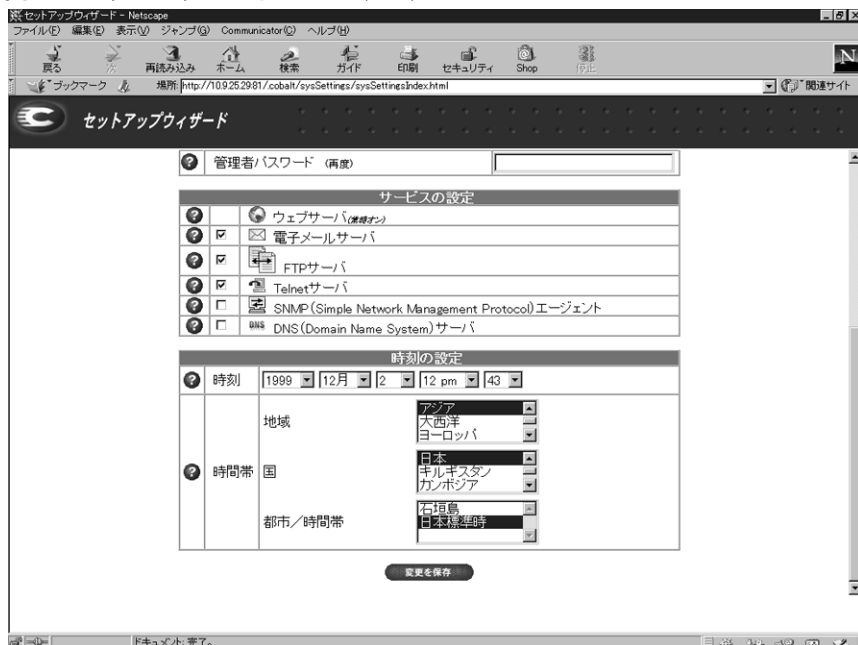 セットアップウィザード - Netscape
ファイル(F) 編集(E) 表示(V) ジャンプ(G) Communicator(C) ヘルプ(H)
戻る 次 再読み込み ホーム 検索 ガイド 印刷 セキュリティ Shop 停止
ブックマーク 場所: http://10.9.25.29:81/.cobalt/sysSettings/sysSettingsIndex.html 関連サイト
セットアップウィザード
管理者パスワード (再度)
サービスの設定
ウェブサーバ(常時オン)
電子メールサーバ
FTPサーバ
Telnetサーバ
SNMP(Simple Network Management Protocol)エージェント
DNS DNS(Domain Name System)サーバ
時刻の設定
時刻 1999 12月 2 12 pm 43
時間帯
地域
アジア
大西洋
ヨーロッパ
国
日本
キルギスタン
カンボジア
都市/時間帯
石垣島
日本標準時
変更を保存
ドキュメント: 完了。